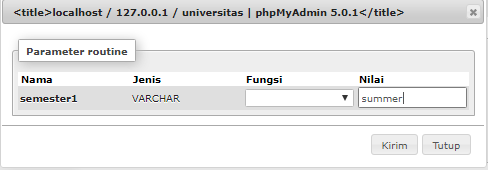 <title>localhost / 127.0.0.1 / universitas | phpMyAdmin 5.0.1</title>
Parameter routine
Nama Jenis Fungsi Nilai
semester1 VARCHAR summer
Kirim Tutup